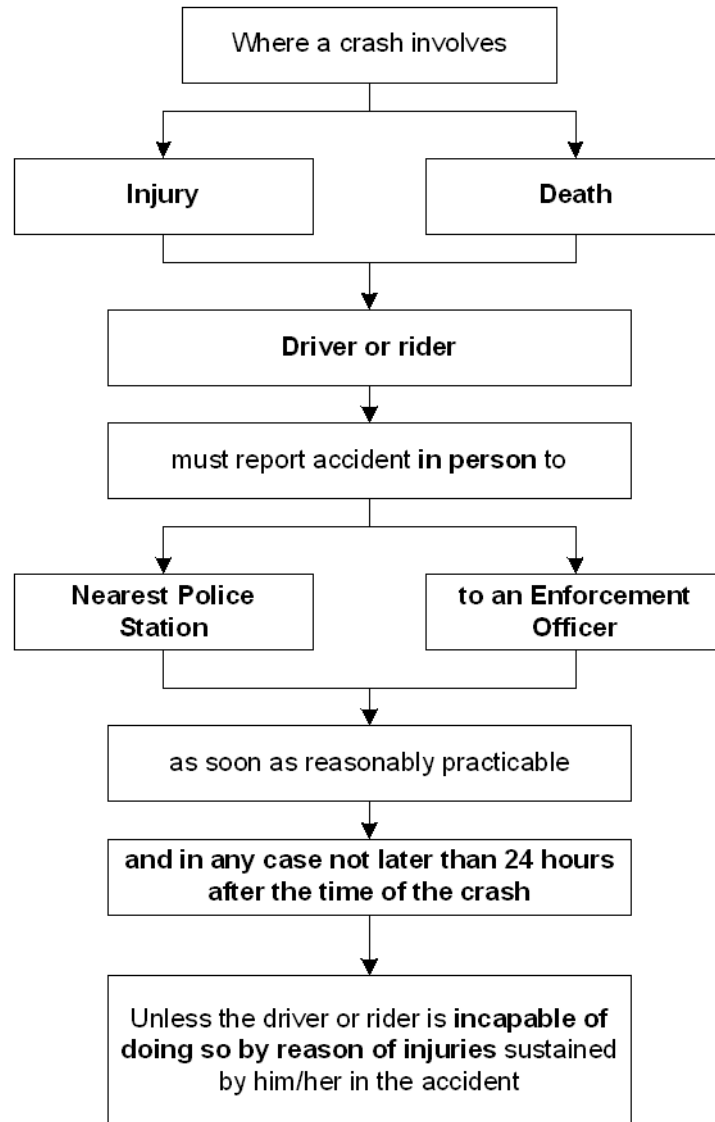 Where a crash involves
Injury
Death
Driver or rider
must report accident in person to
Nearest Police
Station
to an Enforcement
Officer
as soon as reasonably practicable
and in any case not later than 24 hours
after the time of the crash
Unless the driver or rider is incapable of
doing so by reason of injuries sustained
by him/her in the accident